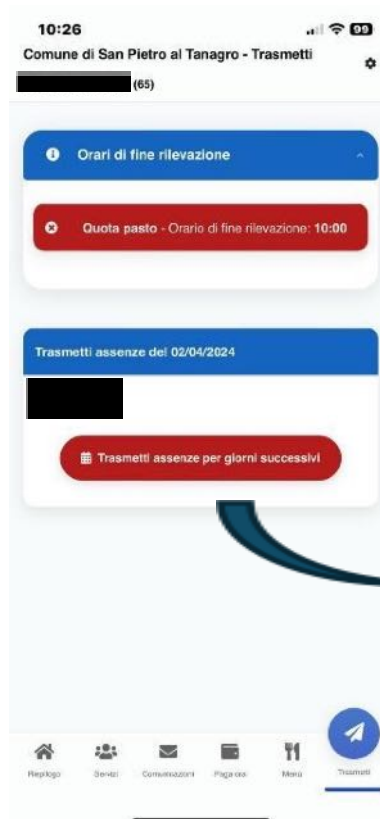 10:26
99
Comune di San Pietro al Tanagro - Trasmetti
(65)
Orari di fine rilevazione
Quota pasto - Orario di fine rilevazione: 10:00
Trasmetti assenze del 02/04/2024
Trasmetti assenze per giorni successivi
Riepilogo Servizi Comunicazioni Paga ora Menù Trasmetti